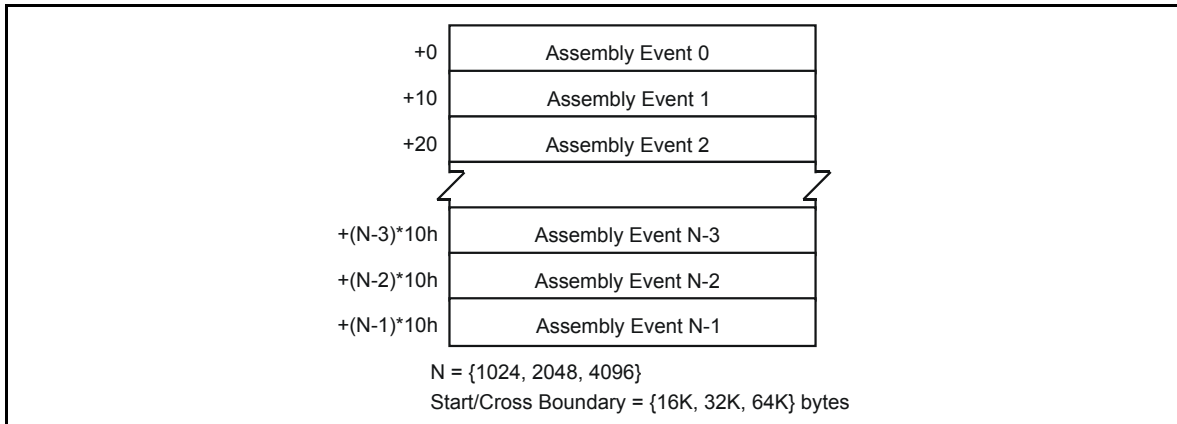 +0 Assembly Event 0
+10 Assembly Event 1
+20 Assembly Event 2
+(N-3)*10h Assembly Event N-3
+(N-2)*10h Assembly Event N-2
+(N-1)*10h Assembly Event N-1
N = {1024, 2048, 4096}
Start/Cross Boundary = {16K, 32K, 64K} bytes